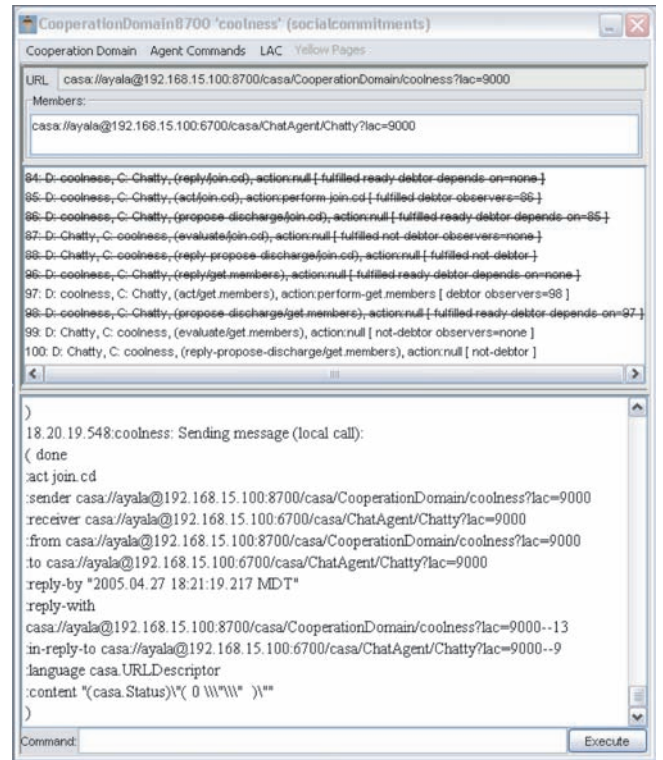 CooperationDomain8700 'coolness' (socialcommitments)
Cooperation Domain Agent Commands LAC Yellow Pages
URL casa://ayala@192.168.15.100:8700/casa/CooperationDomain/coolness?lac=9000
Members:
casa://ayala@192.168.15.100:6700/casa/ChatAgent/Chatty?lac=9000
84: D: coolness, C: Chatty, (reply/join.cd), action:null [ fulfilled ready debtor depends on=none ]
85: D: coolness, C: Chatty, (act/join.cd), action:perform-join.cd [ fulfilled debtor observers=86 ]
86: D: coolness, C: Chatty, (propose-discharge/join.cd), action:null [ fulfilled ready debtor depends on=85 ]
87: D: Chatty, C: coolness, (evaluate/join.cd), action:null [ fulfilled not-debtor observers=none ]
88: D: Chatty, C: coolness, (reply-propose-discharge/join.cd), action:null [ fulfilled not-debtor ]
96: D: coolness, C: Chatty, (reply/get.members), action:null [ fulfilled ready debtor depends on=none ]
97: D: coolness, C: Chatty, (act/get.members), action:perform-get.members [ debtor observers=98 ]
98: D: coolness, C: Chatty, (propose-discharge/get.members), action:null [ fulfilled ready debtor depends on=97 ]
99: D: Chatty, C: coolness, (evaluate/get.members), action:null [ not-debtor observers=none ]
100: D: Chatty, C: coolness, (reply-propose-discharge/get.members), action:null [ not-debtor ]
)
18.20.19.548:coolness: Sending message (local call):
( done
:act join.cd
:sender casa://ayala@192.168.15.100:8700/casa/CooperationDomain/coolness?lac=9000
:receiver casa://ayala@192.168.15.100:6700/casa/ChatAgent/Chatty?lac=9000
:from casa://ayala@192.168.15.100:8700/casa/CooperationDomain/coolness?lac=9000
:to casa://ayala@192.168.15.100:6700/casa/ChatAgent/Chatty?lac=9000
:reply-by "2005.04.27 18:21:19.217 MDT"
:reply-with
casa://ayala@192.168.15.100:8700/casa/CooperationDomain/coolness?lac=9000--13
:in-reply-to casa://ayala@192.168.15.100:6700/casa/ChatAgent/Chatty?lac=9000--9
:language casa.URLDescriptor
:content "(casa.Status)\"( 0 \\\"\\\" )\""
)
Command: Execute